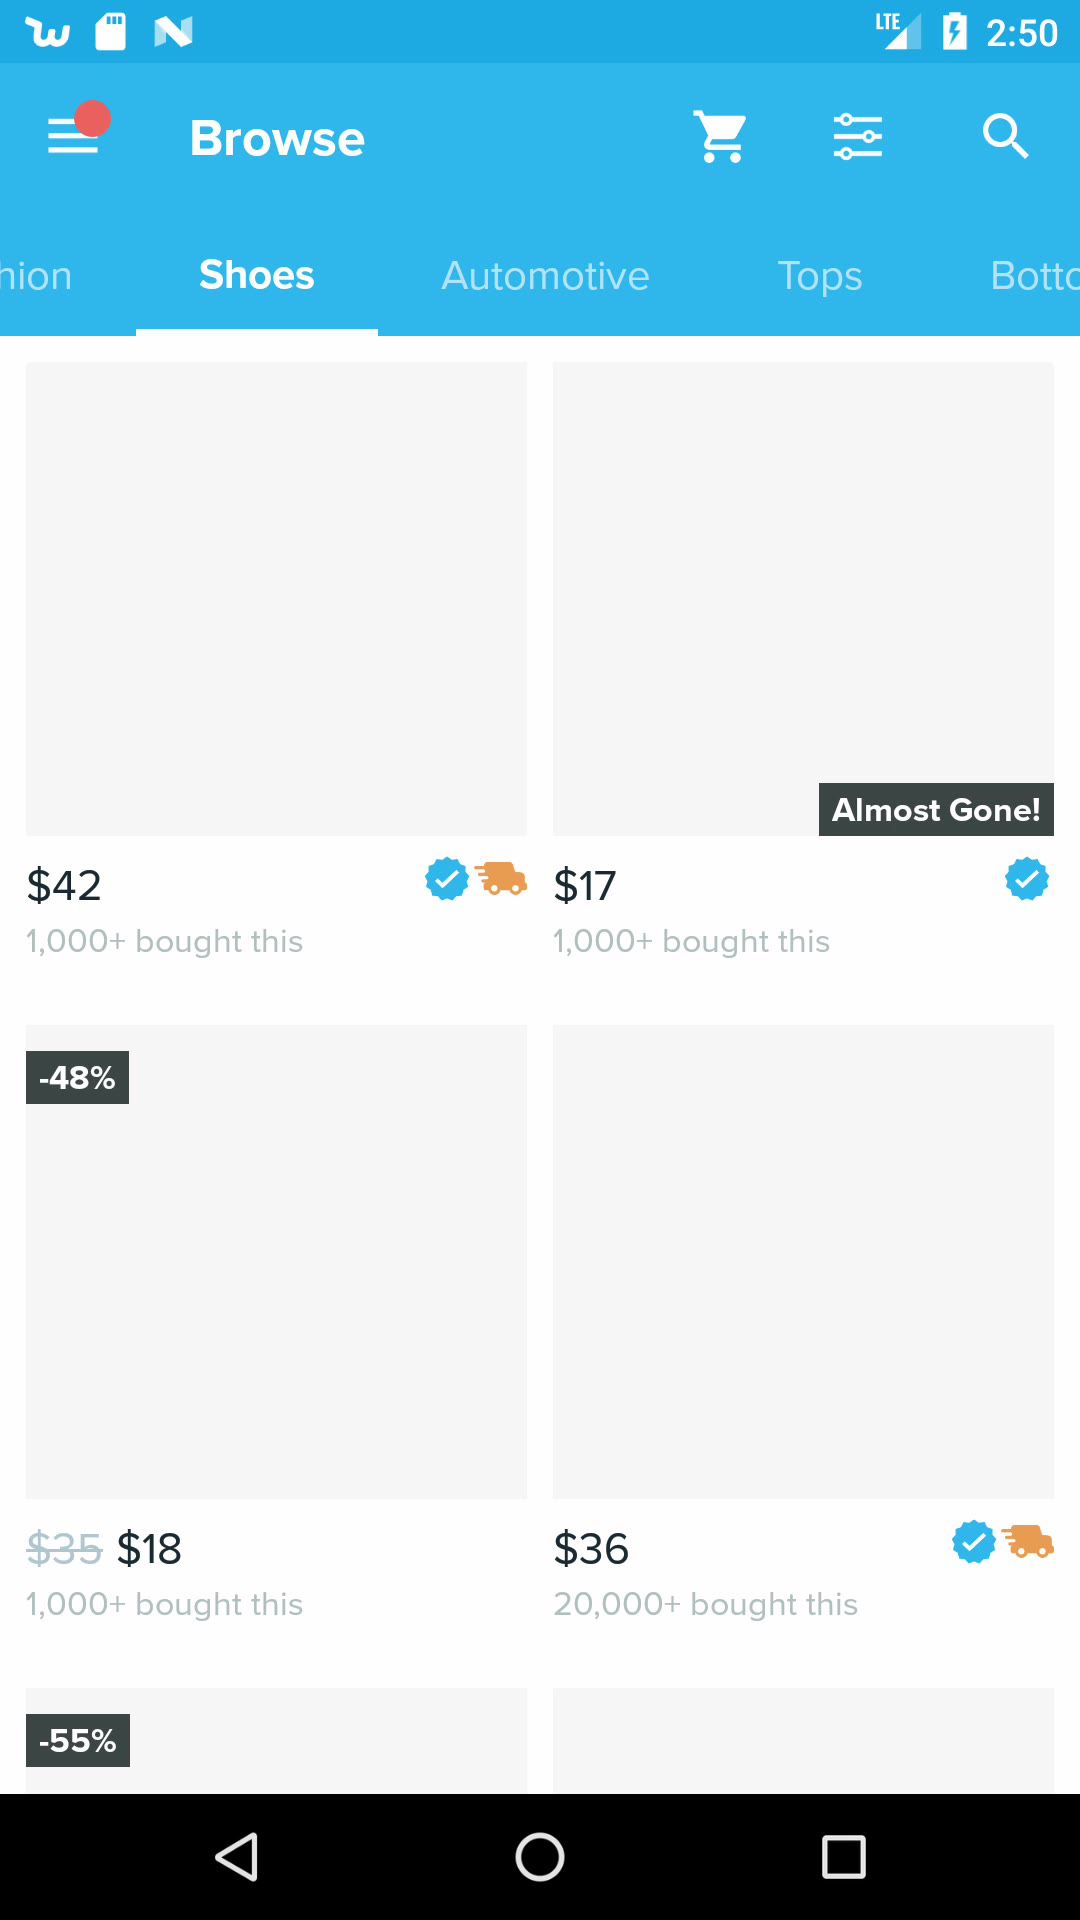 LTE 2:50
Browse
hion Shoes Automotive Tops Botto
Almost Gone!
$42 $17
1,000+ bought this 1,000+ bought this
-48%
$35 $18 $36
1,000+ bought this 20,000+ bought this
-55%